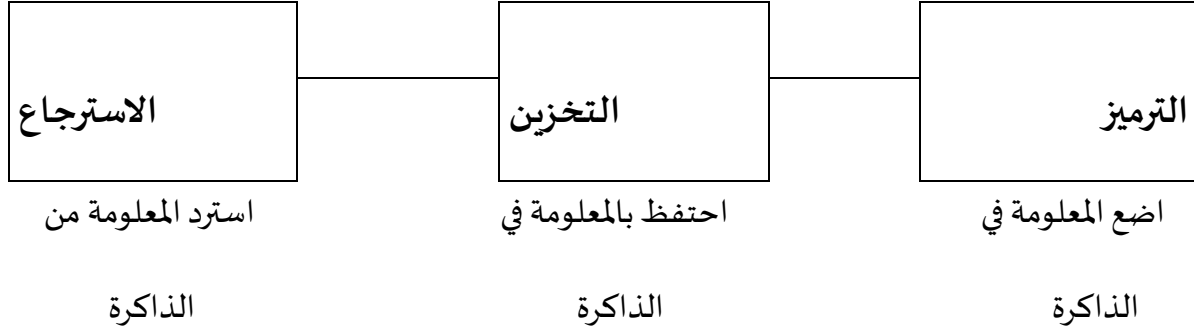 الترميز
التخزين
الاسترجاع
اضع المعلومة في
الذاكرة
احتفظ بالمعلومة في
الذاكرة
استرد المعلومة من
الذاكرة